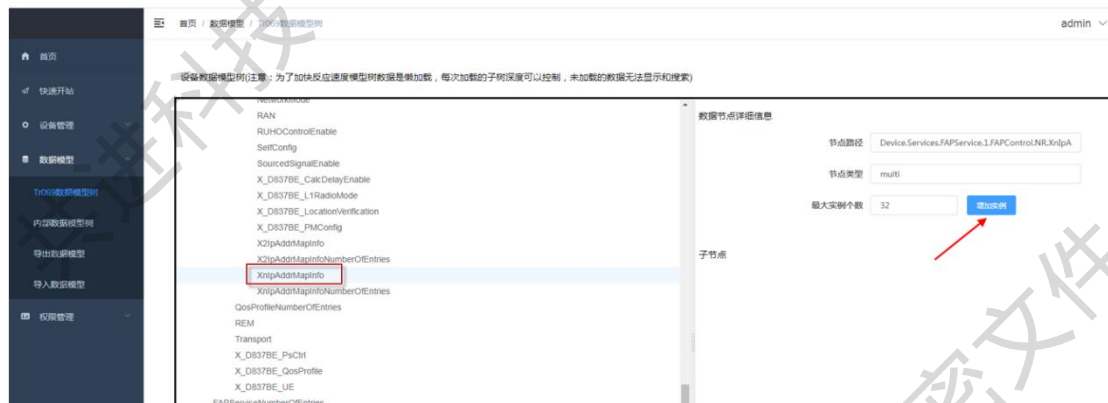 首页 / 数据模型 / Tr069数据模型树
admin
首页
快速开站
设备管理
数据模型
Tr069数据模型树
内部数据模型树
导出数据模型
导入数据模型
权限管理
设备数据模型树(注意：为了加快反应速度模型树数据是懒加载，每次加载的子树深度可以控制，未加载的数据无法显示和搜索)
NetworkMode
RAN
RUHOControlEnable
SelfConfig
SourcedSignalEnable
X_D837BE_CalcDelayEnable
X_D837BE_L1RadioMode
X_D837BE_LocationVerification
X_D837BE_PMConfig
X2IpAddrMapInfo
X2IpAddrMapInfoNumberOfEntries
XnIpAddrMapInfo
XnIpAddrMapInfoNumberOfEntries
QosProfileNumberOfEntries
REM
Transport
X_D837BE_PsCtrl
X_D837BE_QosProfile
X_D837BE_UE
FAPServiceNumberOfEntries
数据节点详细信息
节点路径 Device.Services.FAPService.1.FAPControl.NR.XnIpA
节点类型 multi
最大实例个数 32 增加实例
子节点
共进科技
密文件